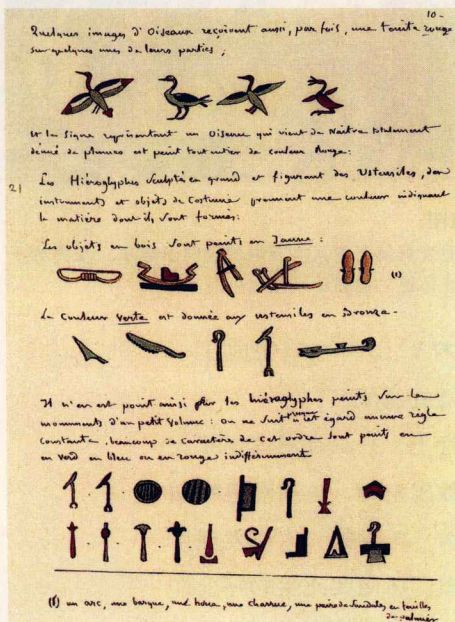 10.-
Quelques images d'Oiseaux reçoivent aussi, par fois, une teinte rouge
sur quelques unes de leurs parties ;
et le Signe représentant un Oiseau qui vient de Naître totalement
dénué de plumes est peint tout entier de couleur Rouge:
2) Les Hiéroglyphes Sculptés en grand et figurant des Ustensiles, des
instruments et objets de Costume prennent une couleur indiquant
la matière dont ils sont formés:
Les objets en bois sont peints en Jaune :
(1)
La Couleur verte est donnée aux ustensiles en Bronze.-
Il n'en est point ainsi pour les hiéroglyphes peints sur les
monuments d'un petit volume : on ne suit à cet égard aucune règle
constante. beaucoup de caractères de cet ordre sont peints en
en verd en bleu ou en rouge indifféremment
(1) un arc, une barque, une houe, une charrue, une paire de sandales en feuilles
de palmier